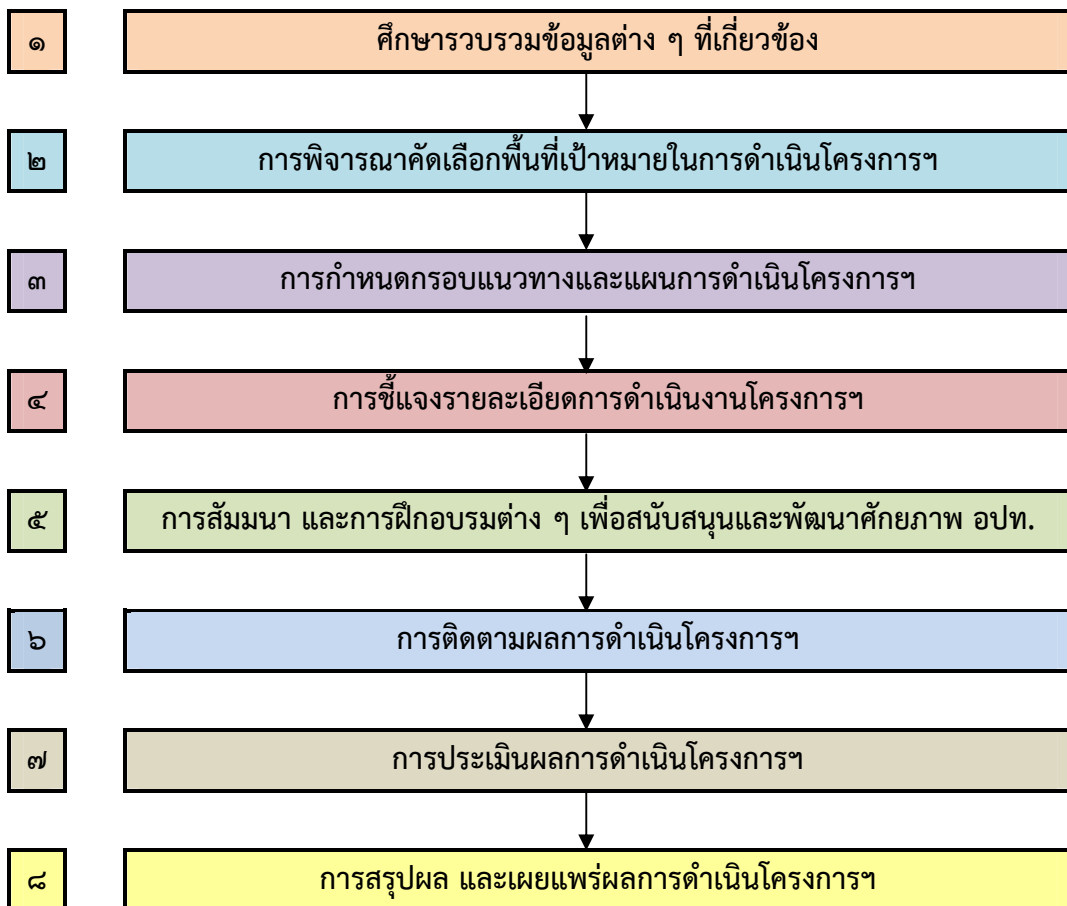 ๑ ศึกษารวบรวมข้อมูลต่าง ๆ ที่เกี่ยวข้อง
๒ การพิจารณาคัดเลือกพื้นที่เป้าหมายในการดำเนินโครงการฯ
๓ การกำหนดกรอบแนวทางและแผนการดำเนินโครงการฯ
๔ การชี้แจงรายละเอียดการดำเนินงานโครงการฯ
๕ การสัมมนา และการฝึกอบรมต่าง ๆ เพื่อสนับสนุนและพัฒนาศักยภาพ อปท.
๖ การติดตามผลการดำเนินโครงการฯ
๗ การประเมินผลการดำเนินโครงการฯ
๘ การสรุปผล และเผยแพร่ผลการดำเนินโครงการฯ